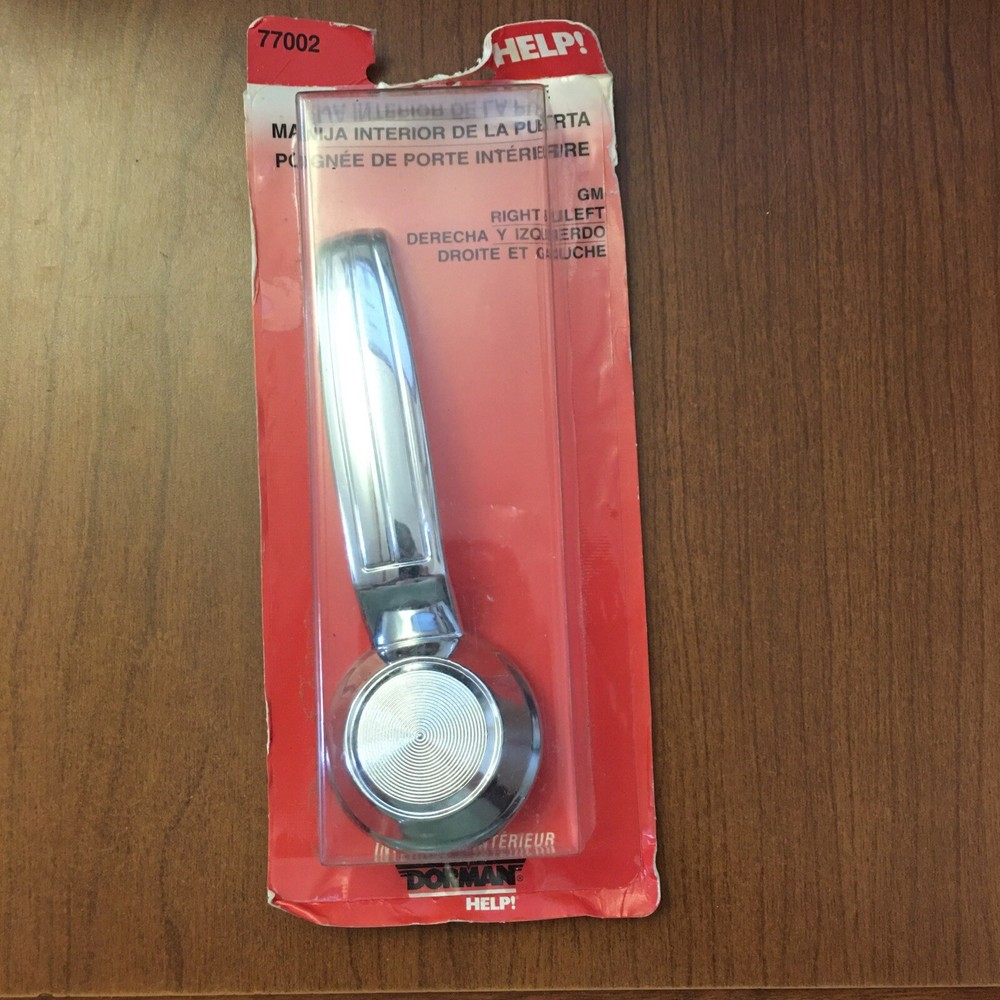 77002
HELP!
MANIJA INTERIOR DE LA PUERTA
POIGNÉE DE PORTE INTÉRIEURE
GM
RIGHT LEFT
DERECHA Y IZQUIERDO
DROITE ET GAUCHE
INTÉRIEUR
DORMAN
HELP!